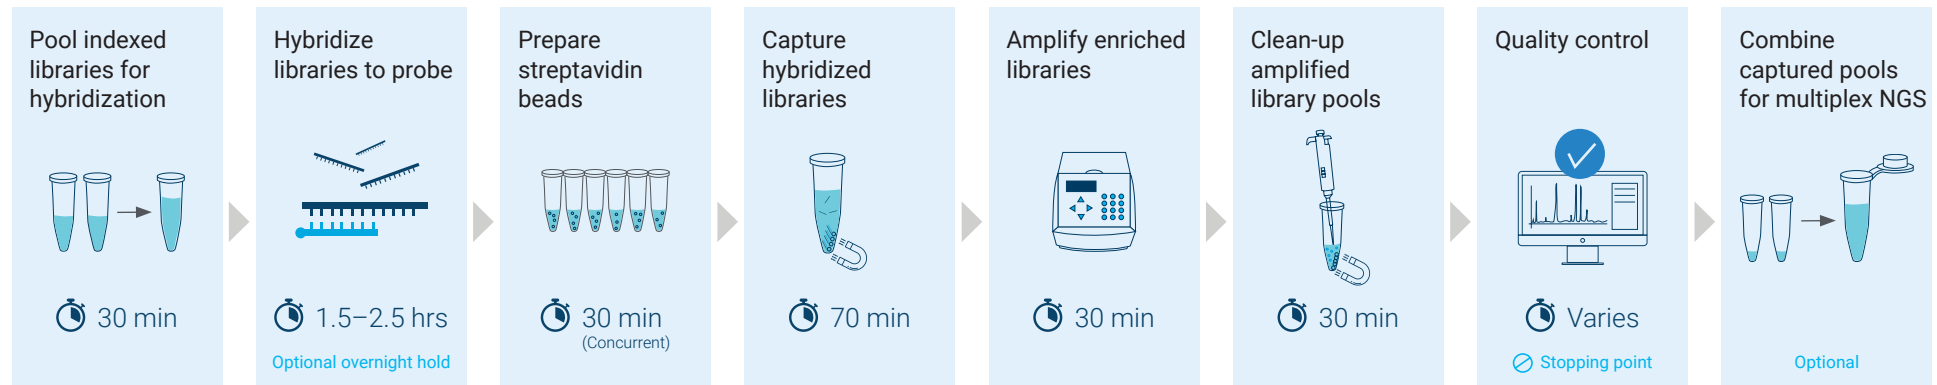 Pool indexed
libraries for
hybridization
30 min
Hybridize
libraries to probe
1.5–2.5 hrs
Optional overnight hold
Prepare
streptavidin
beads
30 min
(Concurrent)
Capture
hybridized
libraries
70 min
Amplify enriched
libraries
30 min
Clean-up
amplified
library pools
30 min
Quality control
Varies
Stopping point
Combine
captured pools
for multiplex NGS
Optional